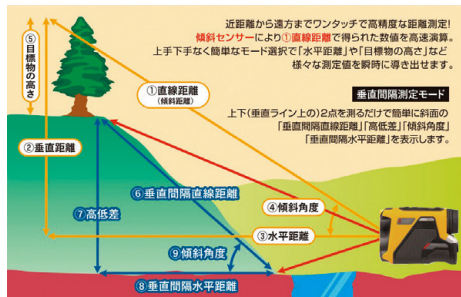 近距離から遠方までワンタッチで高精度な距離測定!
傾斜センサーにより①直線距離で得られた数値を高速演算。
上手下手なく簡単なモード選択で「水平距離」や「目標物の高さ」など
様々な測定値を瞬時に導き出せます。
垂直間隔測定モード
上下(垂直ライン上の)2点を測るだけで簡単に斜面の
「垂直間隔直線距離」「高低差」「傾斜角度」
「垂直間隔水平距離」を表示します。
⑤目標物の高さ
①直線距離
(傾斜距離)
②垂直距離
⑥垂直間隔直線距離
④傾斜角度
⑦高低差
③水平距離
⑨傾斜角度
⑧垂直間隔水平距離